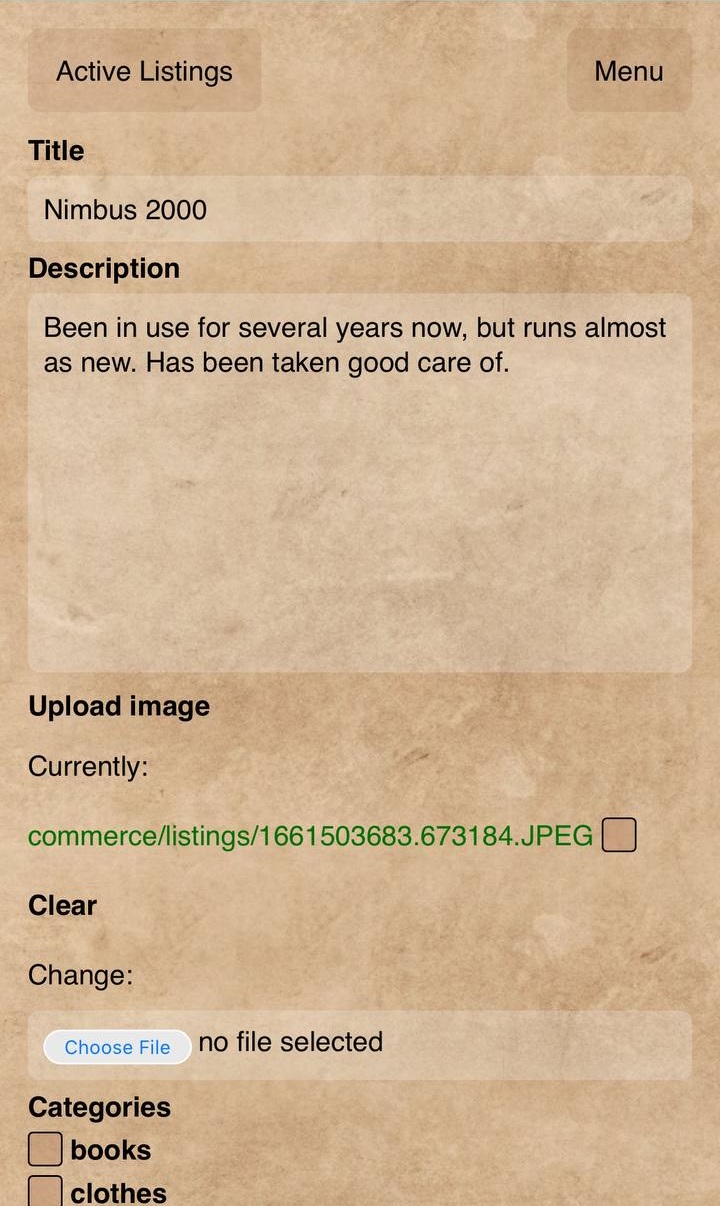 Active Listings
Menu
Title
Nimbus 2000
Description
Been in use for several years now, but runs almost
as new. Has been taken good care of.
Upload image
Currently:
commerce/listings/1661503683.673184.JPEG
Clear
Change:
Choose File no file selected
Categories
books
clothes